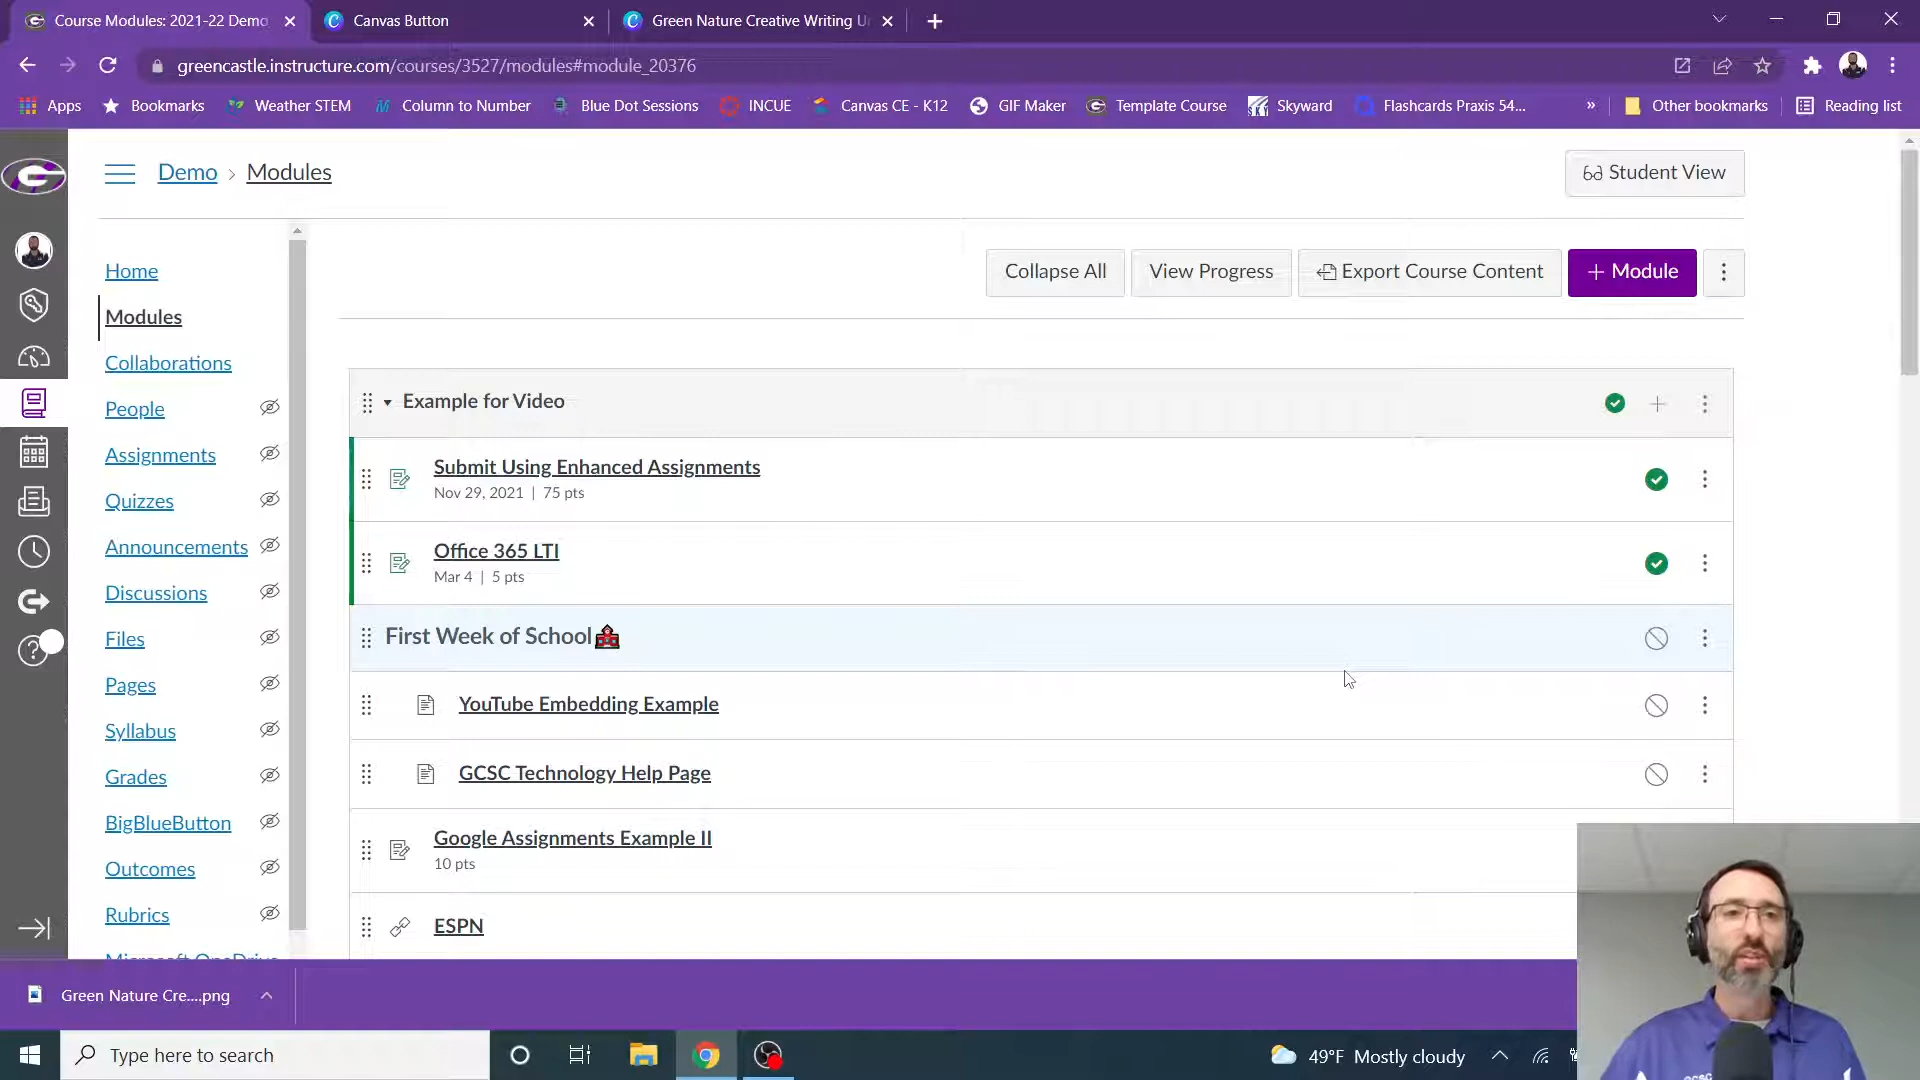 Course Modules: 2021-22 Demo
Canvas Button
Green Nature Creative Writing U
greencastle.instructure.com/courses/3527/modules#module_20376
Apps
Bookmarks
Weather STEM
Column to Number
Blue Dot Sessions
INCUE
Canvas CE - K12
GIF Maker
Template Course
Skyward
Flashcards Praxis 54...
»
Other bookmarks
Reading list
Demo › Modules
Student View
Collapse All
View Progress
Export Course Content
+ Module
Home
Modules
Collaborations
People
Assignments
Quizzes
Announcements
Discussions
Files
Pages
Syllabus
Grades
BigBlueButton
Outcomes
Rubrics
Microsoft OneDrive
Example for Video
Submit Using Enhanced Assignments
Nov 29, 2021 | 75 pts
Office 365 LTI
Mar 4 | 5 pts
First Week of School
YouTube Embedding Example
GCSC Technology Help Page
Google Assignments Example II
10 pts
ESPN
Green Nature Cre....png
Type here to search
49°F Mostly cloudy